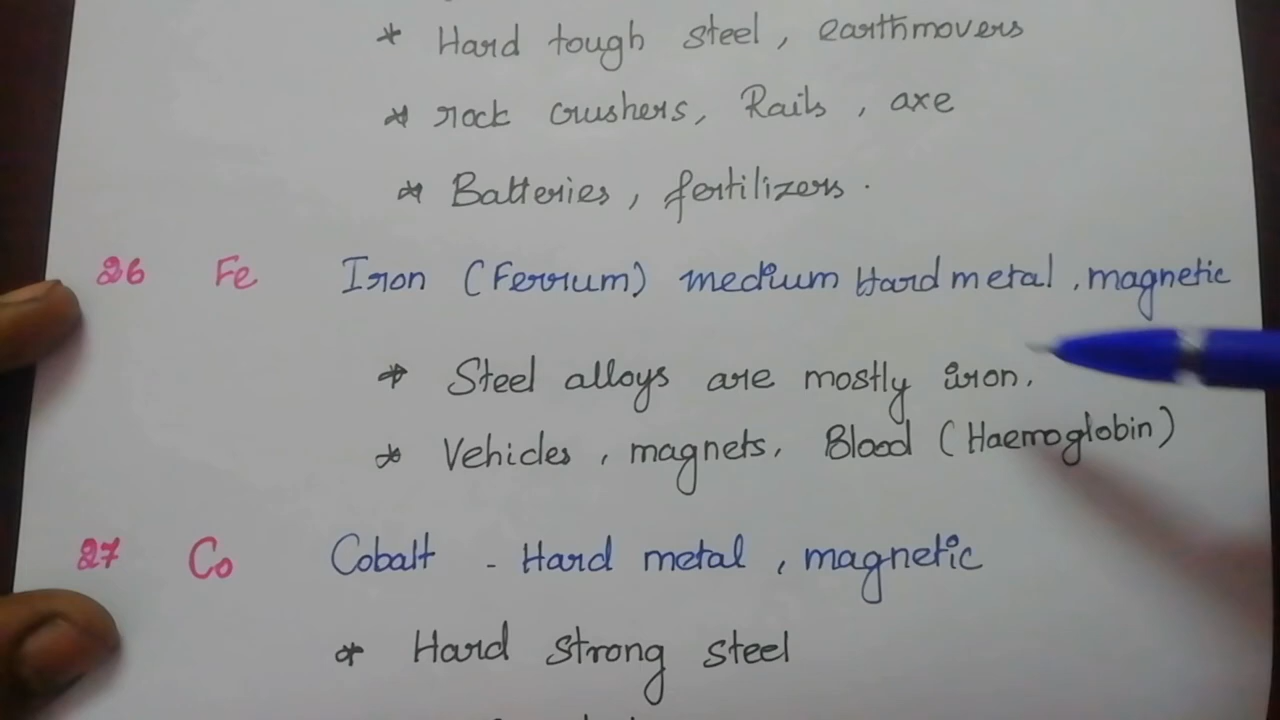 * Hard tough steel, earthmovers
* rock crushers, Rails, axe
* Batteries, fertilizers.
26 Fe Iron (Ferrum) medium Hard metal, magnetic
* Steel alloys are mostly iron.
* Vehicles, magnets, Blood (Haemoglobin)
27 Co Cobalt - Hard metal, magnetic
* Hard strong steel